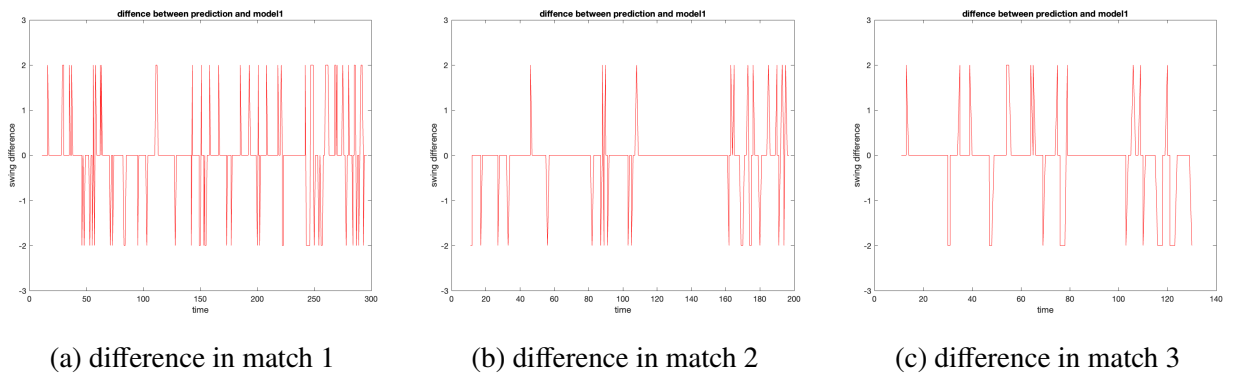 diffence between prediction and model1
3
2
1
0
-1
-2
-3
swing difference
0 50 100 150 200 250 300
time
(a) difference in match 1
diffence between prediction and model1
3
2
1
0
-1
-2
-3
swing difference
0 20 40 60 80 100 120 140 160 180 200
time
(b) difference in match 2
diffence between prediction and model1
3
2
1
0
-1
-2
-3
swing difference
0 20 40 60 80 100 120 140
time
(c) difference in match 3